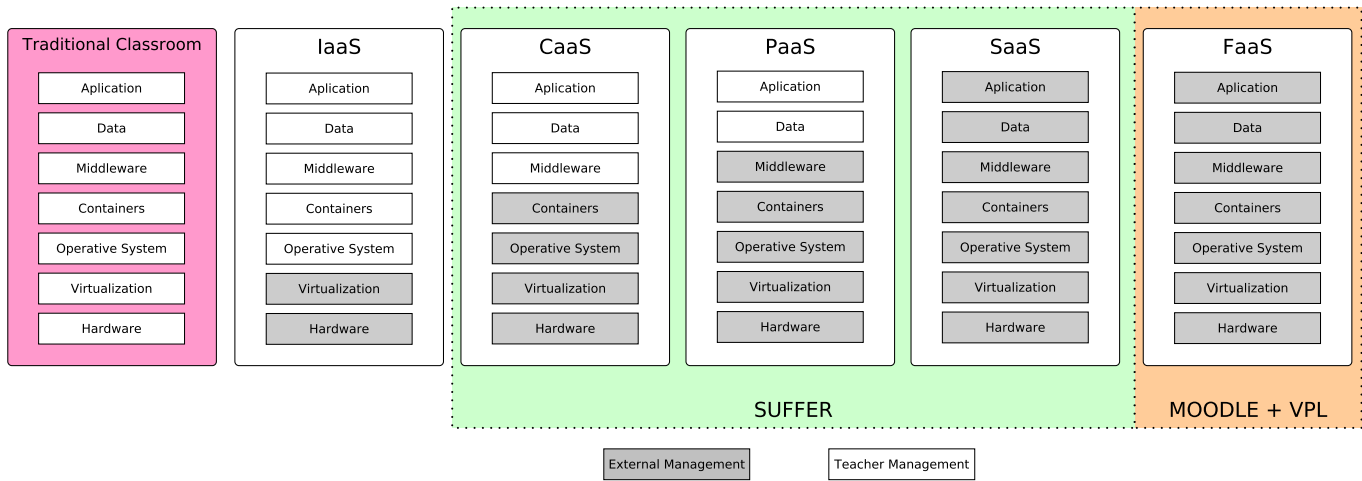 Traditional Classroom
Aplication
Data
Middleware
Containers
Operative System
Virtualization
Hardware
IaaS
Aplication
Data
Middleware
Containers
Operative System
Virtualization
Hardware
CaaS
Aplication
Data
Middleware
Containers
Operative System
Virtualization
Hardware
PaaS
Aplication
Data
Middleware
Containers
Operative System
Virtualization
Hardware
SaaS
Aplication
Data
Middleware
Containers
Operative System
Virtualization
Hardware
FaaS
Aplication
Data
Middleware
Containers
Operative System
Virtualization
Hardware
SUFFER
MOODLE + VPL
External Management
Teacher Management